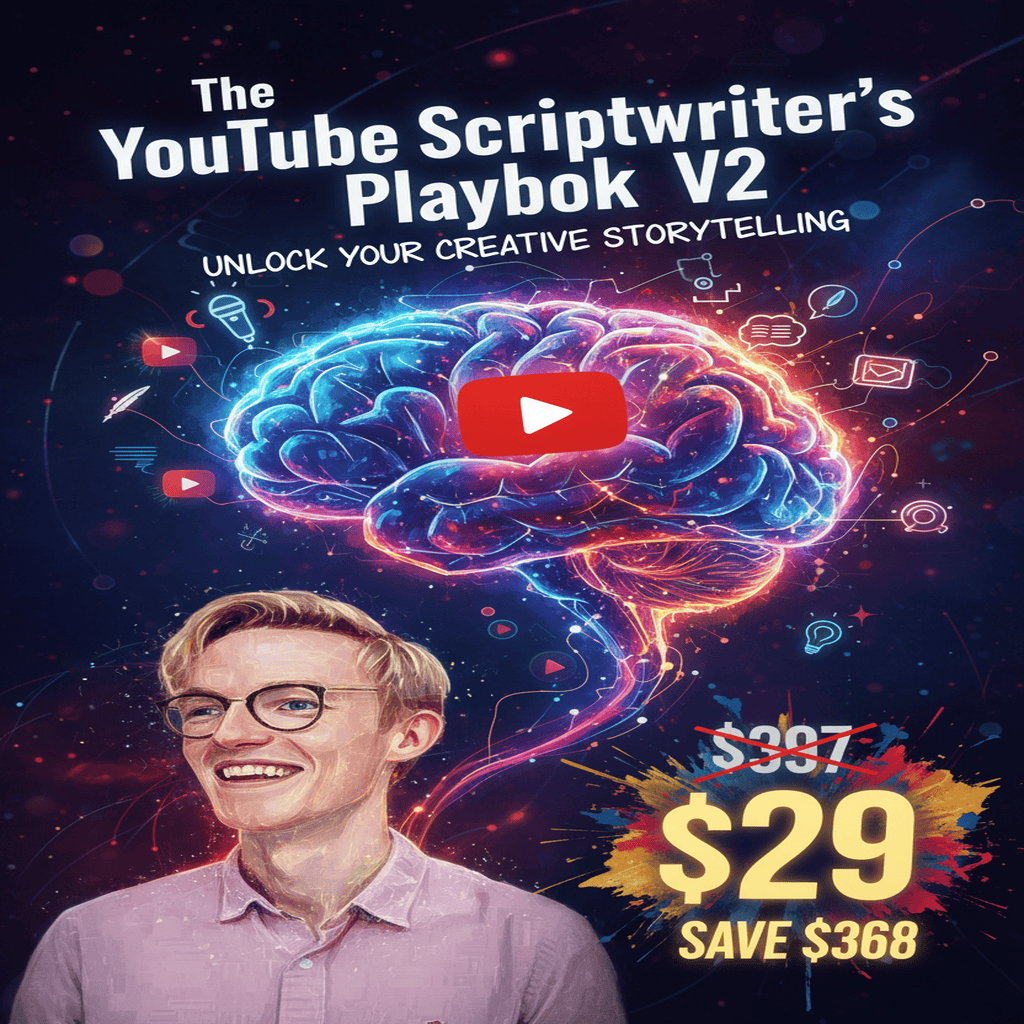 The
YouTube Scriptwriter's
Playbok V2
UNLOCK YOUR CREATIVE STORYTELLING
$397
$29
SAVE $368